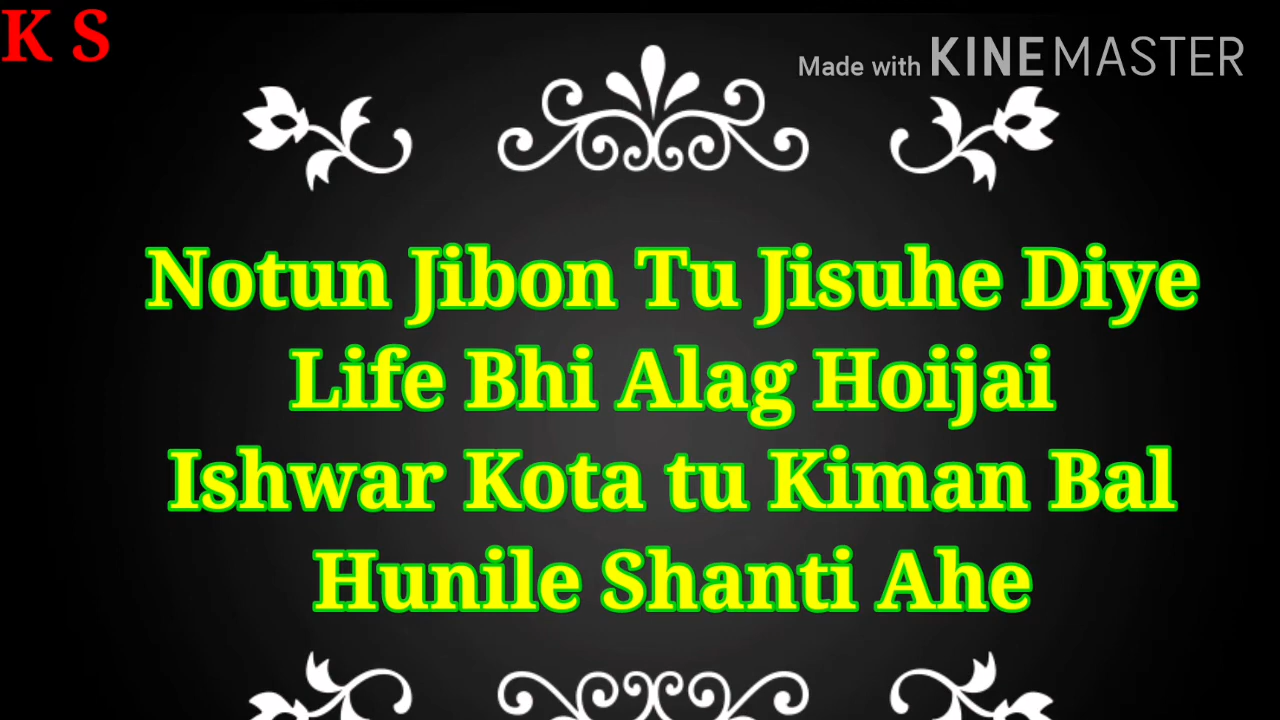 K S
Made with KINEMASTER
Notun Jibon Tu Jisuhe Diye
Life Bhi Alag Hoijai
Ishwar Kota tu Kiman Bal
Hunile Shanti Ahe